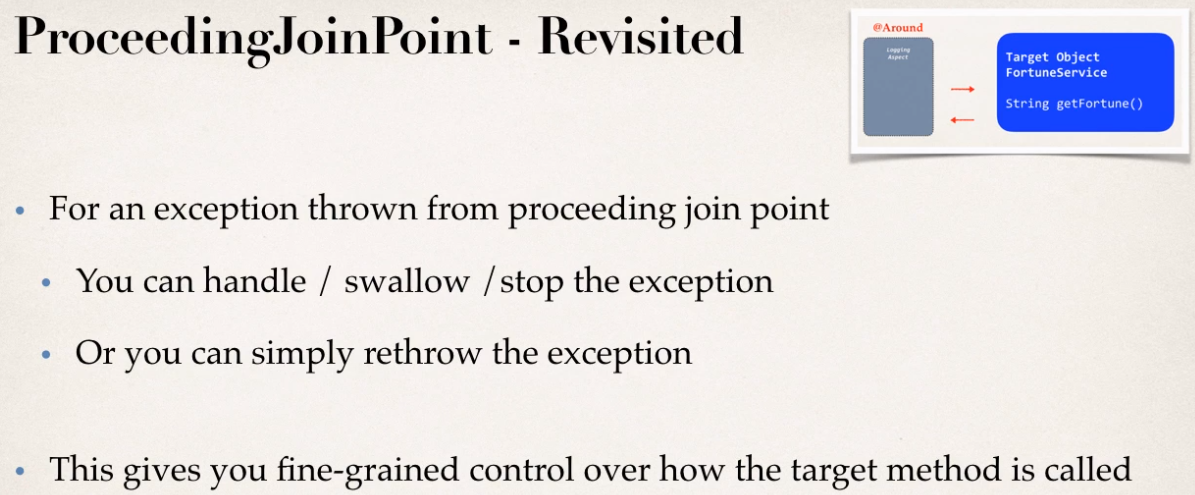 ProceedingJoinPoint - Revisited
@Around
Logging
Aspect
Target Object
FortuneService
String getFortune()
• For an exception thrown from proceeding join point
• You can handle / swallow /stop the exception
• Or you can simply rethrow the exception
• This gives you fine-grained control over how the target method is called